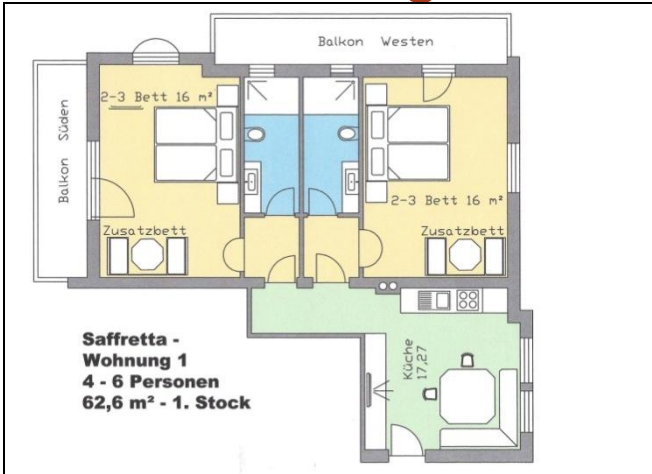 Balkon Westen
2-3 Bett 16 m²
Balkon Süden
2-3 Bett 16 m²
Zusatzbett
Zusatzbett
Saffretta -
Wohnung 1
4 - 6 Personen
62,6 m² - 1. Stock
Küche
17,27